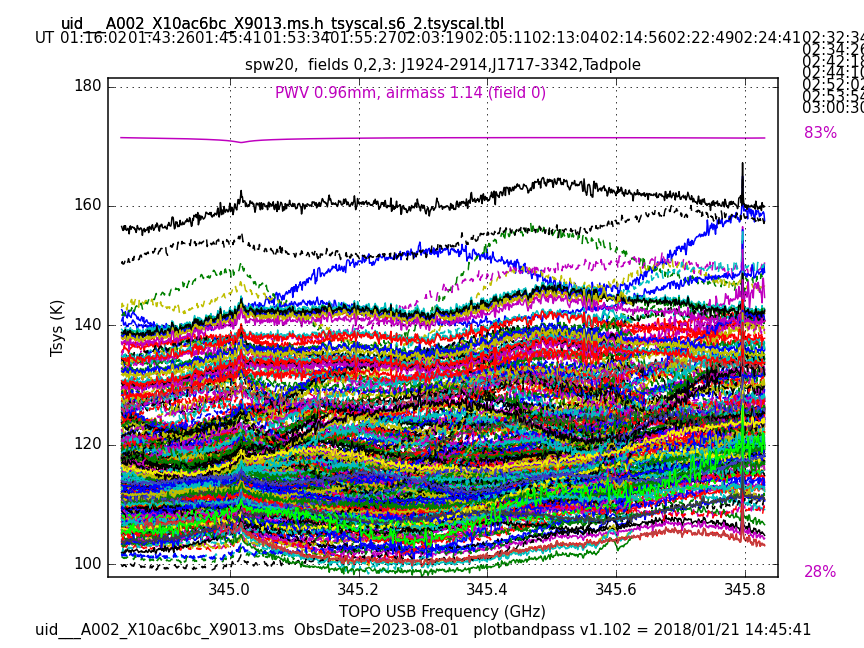 uid___A002_X10ac6bc_X9013.ms.h_tsyscal.s6_2.tsyscal.tbl
UT 01:16:02 01:43:26 01:45:41 01:53:34 01:55:27 02:03:19 02:05:11 02:13:04 02:14:56 02:22:49 02:24:41 02:32:34
02:34:26
02:42:18
02:44:10
02:52:02
02:53:54
03:00:30
spw20,  fields 0,2,3: J1924-2914,J1717-3342,Tadpole
PWV 0.96mm, airmass 1.14 (field 0)
180
160
140
120
100
83%
28%
Tsys (K)
345.0 345.2 345.4 345.6 345.8
TOPO USB Frequency (GHz)
uid___A002_X10ac6bc_X9013.ms  ObsDate=2023-08-01   plotbandpass v1.102 = 2018/01/21 14:45:41